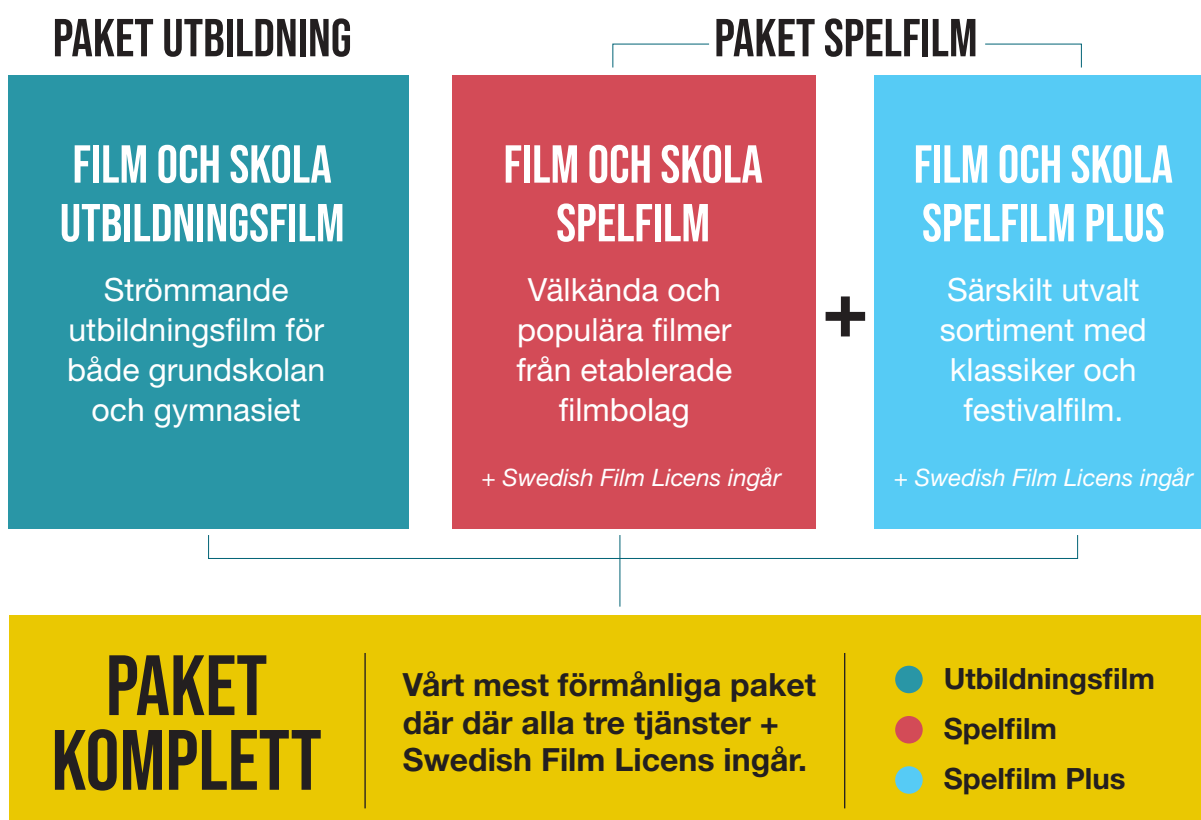 PAKET UTBILDNING
PAKET SPELFILM
FILM OCH SKOLA
UTBILDNINGSFILM
Strömmande
utbildningsfilm för
både grundskolan
och gymnasiet
FILM OCH SKOLA
SPELFILM
Välkända och
populära filmer
från etablerade
filmbolag
+ Swedish Film Licens ingår
+
FILM OCH SKOLA
SPELFILM PLUS
Särskilt utvalt
sortiment med
klassiker och
festivalfilm.
+ Swedish Film Licens ingår
PAKET
KOMPLETT
Vårt mest förmånliga paket
där där alla tre tjänster +
Swedish Film Licens ingår.
Utbildningsfilm
Spelfilm
Spelfilm Plus